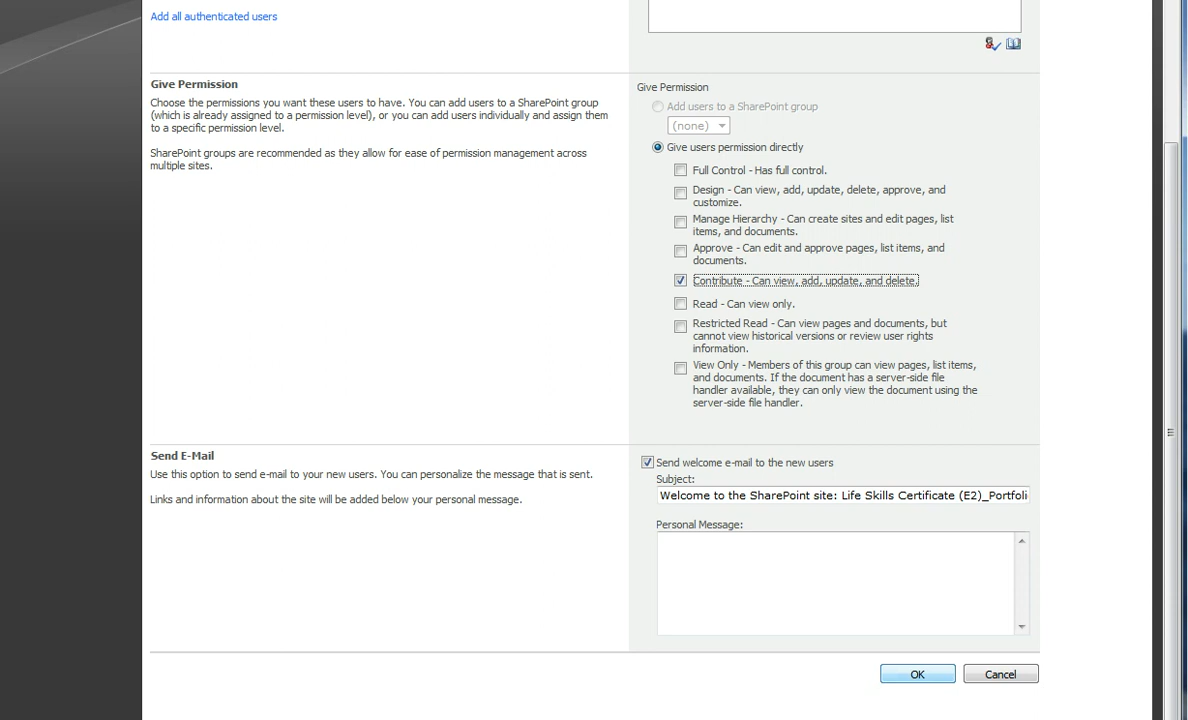 Add all authenticated users
Give Permission
Choose the permissions you want these users to have. You can add users to a SharePoint group
(which is already assigned to a permission level), or you can add users individually and assign them
to a specific permission level.
SharePoint groups are recommended as they allow for ease of permission management across
multiple sites.
Give Permission
Add users to a SharePoint group
(none)
Give users permission directly
Full Control - Has full control.
Design - Can view, add, update, delete, approve, and
customize.
Manage Hierarchy - Can create sites and edit pages, list
items, and documents.
Approve - Can edit and approve pages, list items, and
documents.
Contribute - Can view, add, update, and delete.
Read - Can view only.
Restricted Read - Can view pages and documents, but
cannot view historical versions or review user rights
information.
View Only - Members of this group can view pages, list items,
and documents. If the document has a server-side file
handler available, they can only view the document using the
server-side file handler.
Send E-Mail
Use this option to send e-mail to your new users. You can personalize the message that is sent.
Links and information about the site will be added below your personal message.
Send welcome e-mail to the new users
Subject:
Welcome to the SharePoint site: Life Skills Certificate (E2)_Portfoli
Personal Message:
OK
Cancel